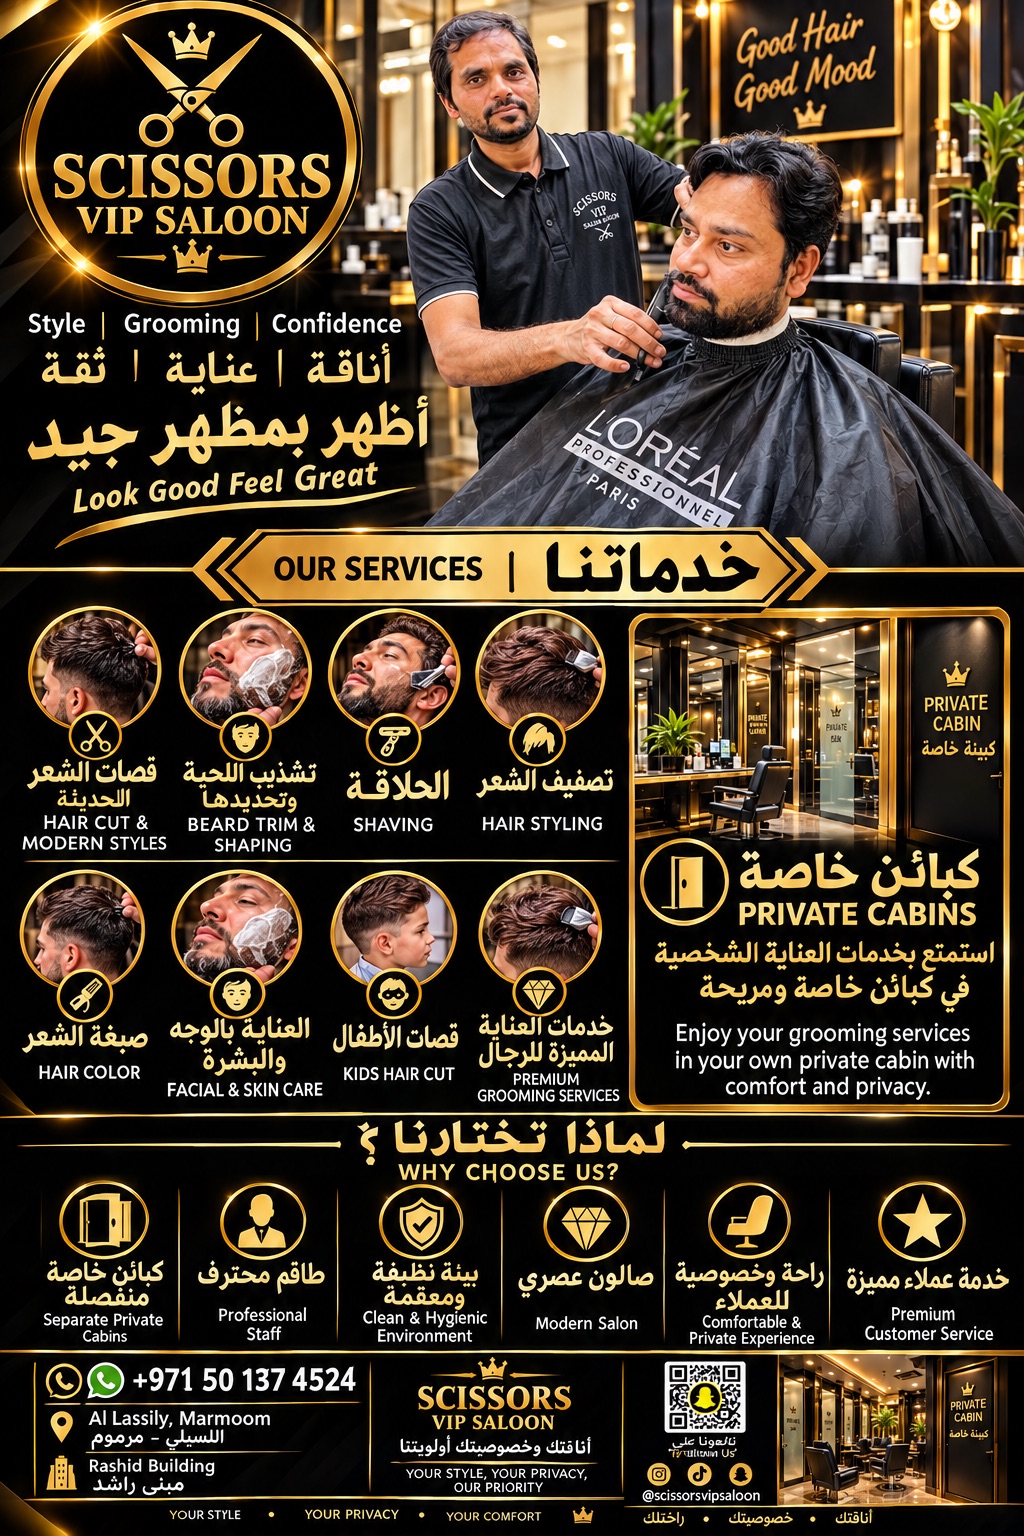 SCISSORS
VIP SALOON
Good Hair
Good Mood
SCISSORS
VIP
Style | Grooming | Confidence
أناقة | عناية | ثقة
أظهر بمظهر جيد
Look Good Feel Great
L'ORÉAL
PROFESSIONNEL
PARIS
OUR SERVICES | خدماتنا
قصات الشعر
الحديثة
HAIR CUT &
MODERN STYLES
تشذيب اللحية
وتحديدها
BEARD TRIM &
SHAPING
الحلاقة
SHAVING
تصفيف الشعر
HAIR STYLING
صبغة الشعر
HAIR COLOR
العناية بالوجه
والبشرة
FACIAL & SKIN CARE
قصات الأطفال
KIDS HAIR CUT
خدمات العناية
المميزة للرجال
PREMIUM
GROOMING SERVICES
PRIVATE
CABIN
كبينة خاصة
كبائن خاصة
PRIVATE CABINS
استمتع بخدمات العناية الشخصية
في كبائن خاصة ومريحة
Enjoy your grooming services
in your own private cabin with
comfort and privacy.
لماذا تختارنا ؟
WHY CHOOSE US?
كبائن خاصة
منفصلة
Separate Private
Cabins
طاقم محترف
Professional
Staff
بيئة نظيفة
ومعقمة
Clean & Hygienic
Environment
صالون عصري
Modern Salon
راحة وخصوصية
للعملاء
Comfortable &
Private Experience
خدمة عملاء مميزة
Premium
Customer Service
+971 50 137 4524
Al Lassily, Marmoom
اللسيلي - مرموم
Rashid Building
مبنى راشد
SCISSORS
VIP SALOON
أناقتك وخصوصيتك أولويتنا
YOUR STYLE, YOUR PRIVACY,
OUR PRIORITY
Us
@scissorsvipsaloon
PRIVATE
CABIN
كبينة خاصة
YOUR STYLE • YOUR PRIVACY • YOUR COMFORT
أناقتك • خصوصيتك • راختلك